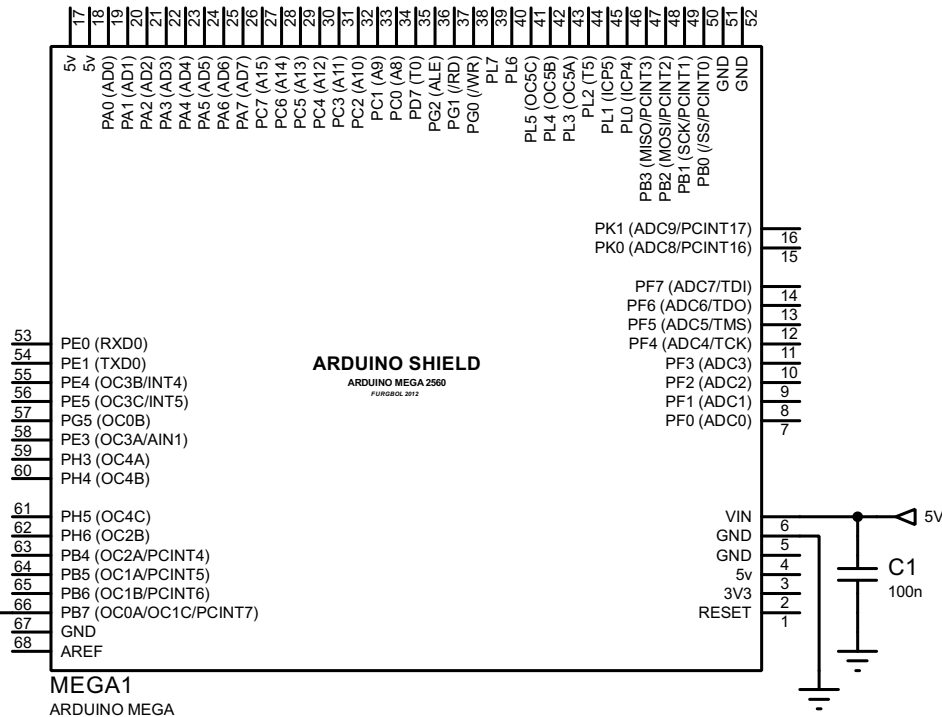 17
18
19
20
21
22
23
24
25
26
27
28
29
30
31
32
33
34
35
36
37
38
39
40
41
42
43
44
45
46
47
48
49
50
51
52
5v
5v
PA0 (AD0)
PA1 (AD1)
PA2 (AD2)
PA3 (AD3)
PA4 (AD4)
PA5 (AD5)
PA6 (AD6)
PA7 (AD7)
PC7 (A15)
PC6 (A14)
PC5 (A13)
PC4 (A12)
PC3 (A11)
PC2 (A10)
PC1 (A9)
PC0 (A8)
PD7 (T0)
PG2 (ALE)
PG1 (/RD)
PG0 (/WR)
PL7
PL6
PL5 (OC5C)
PL4 (OC5B)
PL3 (OC5A)
PL2 (T5)
PL1 (ICP5)
PL0 (ICP4)
PB3 (MISO/PCINT3)
PB2 (MOSI/PCINT2)
PB1 (SCK/PCINT1)
PB0 (/SS/PCINT0)
GND
GND
PK1 (ADC9/PCINT17) 16
PK0 (ADC8/PCINT16) 15
PF7 (ADC7/TDI) 14
PF6 (ADC6/TDO) 13
PF5 (ADC5/TMS) 12
PF4 (ADC4/TCK) 11
PF3 (ADC3) 10
PF2 (ADC2) 9
PF1 (ADC1) 8
PF0 (ADC0) 7
53 PE0 (RXD0)
54 PE1 (TXD0)
55 PE4 (OC3B/INT4)
56 PE5 (OC3C/INT5)
57 PG5 (OC0B)
58 PE3 (OC3A/AIN1)
59 PH3 (OC4A)
60 PH4 (OC4B)
ARDUINO SHIELD
ARDUINO MEGA 2560
FURGBOL 2012
61 PH5 (OC4C)
62 PH6 (OC2B)
63 PB4 (OC2A/PCINT4)
64 PB5 (OC1A/PCINT5)
65 PB6 (OC1B/PCINT6)
66 PB7 (OC0A/OC1C/PCINT7)
67 GND
68 AREF
VIN 6
GND 5
GND 4
5v 3
3V3 2
RESET 1
5V
C1
100n
MEGA1
ARDUINO MEGA